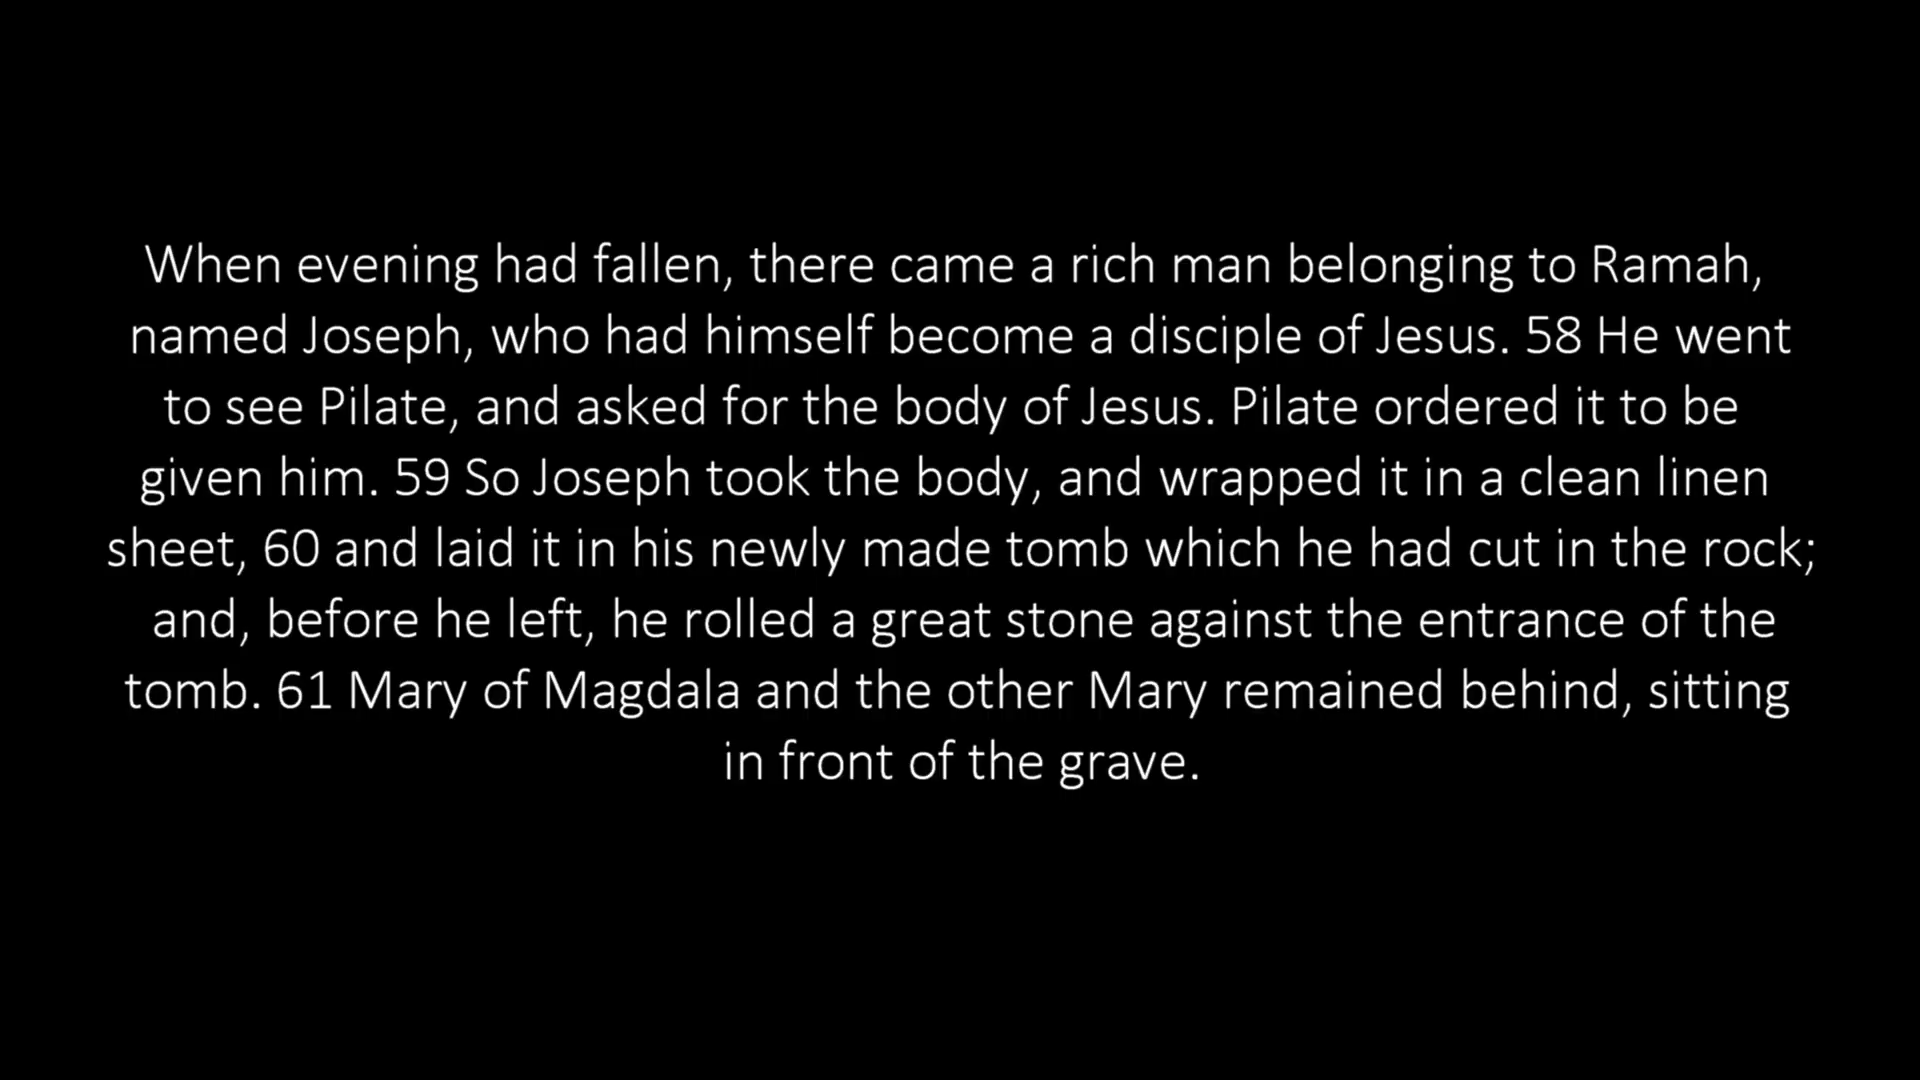 When evening had fallen, there came a rich man belonging to Ramah,
named Joseph, who had himself become a disciple of Jesus. 58 He went
to see Pilate, and asked for the body of Jesus. Pilate ordered it to be
given him. 59 So Joseph took the body, and wrapped it in a clean linen
sheet, 60 and laid it in his newly made tomb which he had cut in the rock;
and, before he left, he rolled a great stone against the entrance of the
tomb. 61 Mary of Magdala and the other Mary remained behind, sitting
in front of the grave.